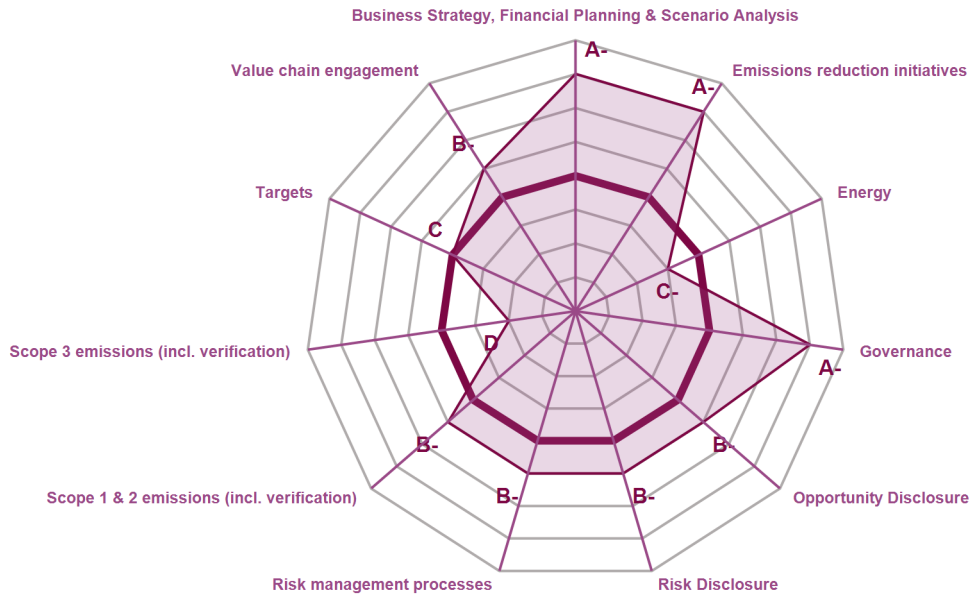 Business Strategy, Financial Planning & Scenario Analysis
A-
Value chain engagement
Emissions reduction initiatives
A-
B-
Targets
Energy
C
C-
D
Scope 3 emissions (incl. verification)
Governance
A-
B-
B-
Scope 1 & 2 emissions (incl. verification)
B-
B-
Opportunity Disclosure
Risk management processes
Risk Disclosure